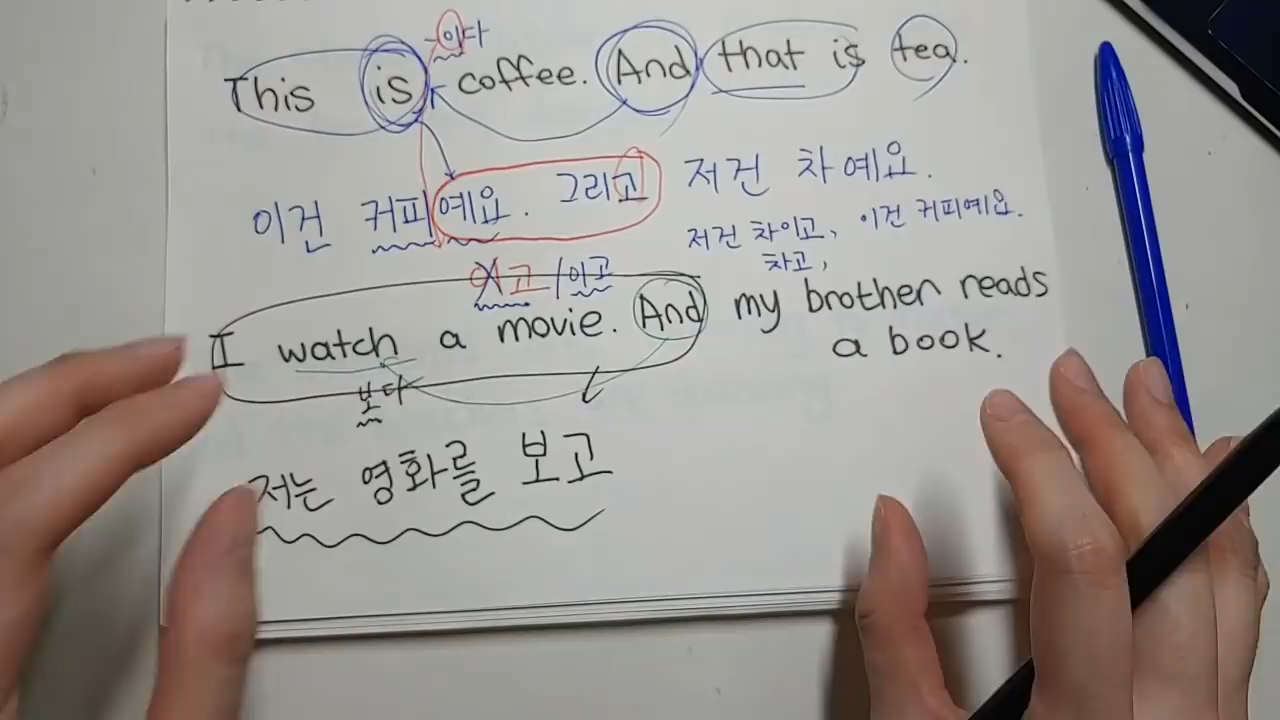 -이다
This is coffee. And that is tea.
이건 커피예요. 그리고 저건 차예요.
저건 차이고, 이건 커피예요.
차고,
이고/이고
I watch a movie. And my brother reads
a book.
보다
저는 영화를 보고